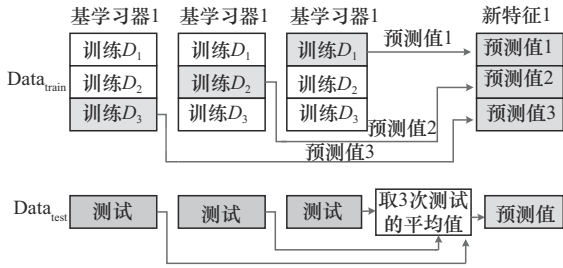 基学习器1 基学习器1 基学习器1 新特征1
训练D1 训练D1 训练D1 预测值1 预测值1
Datatrain 训练D2 训练D2 训练D2 预测值2
训练D3 训练D3 训练D3 预测值2 预测值3
预测值3
Datatest 测试 测试 测试 取3次测试 预测值
的平均值